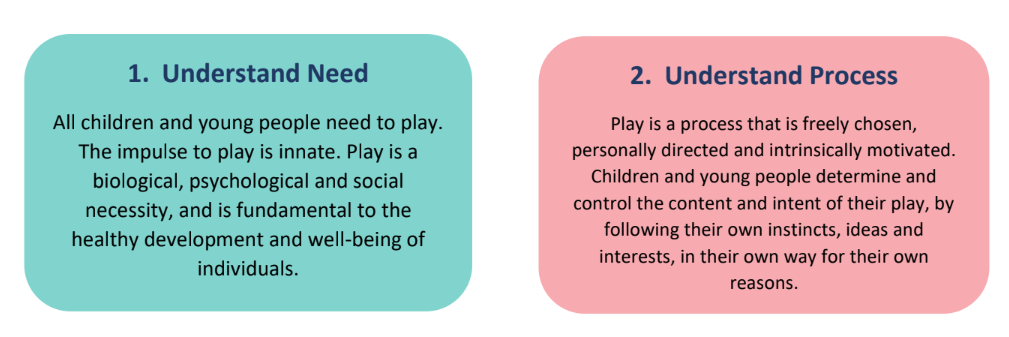 1. Understand Need
All children and young people need to play.
The impulse to play is innate. Play is a
biological, psychological and social
necessity, and is fundamental to the
healthy development and well-being of
individuals.
2. Understand Process
Play is a process that is freely chosen,
personally directed and intrinsically motivated.
Children and young people determine and
control the content and intent of their play, by
following their own instincts, ideas and
interests, in their own way for their own
reasons.